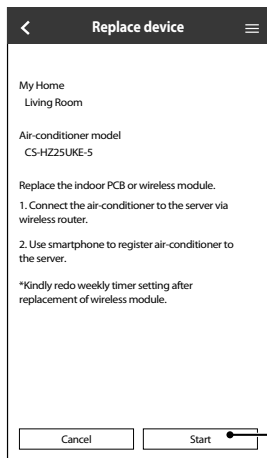 Replace device
My Home
Living Room
Air-conditioner model
CS-HZ25UKE-5
Replace the indoor PCB or wireless module.
1. Connect the air-conditioner to the server via
wireless router.
2. Use smartphone to register air-conditioner to
the server.
*Kindly redo weekly timer setting after
replacement of wireless module.
Cancel
Start